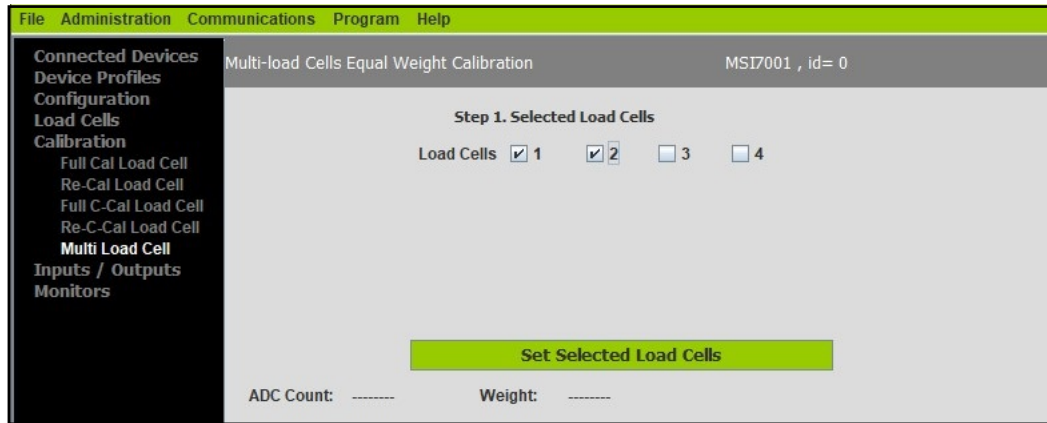 File Administration Communications Program Help
Connected Devices
Device Profiles
Configuration
Load Cells
Calibration
Full Cal Load Cell
Re-Cal Load Cell
Full C-Cal Load Cell
Re-C-Cal Load Cell
Multi Load Cell
Inputs / Outputs
Monitors
Multi-load Cells Equal Weight Calibration MSI7001 , id= 0
Step 1. Selected Load Cells
Load Cells 1 2 3 4
Set Selected Load Cells
ADC Count: -------- Weight: --------